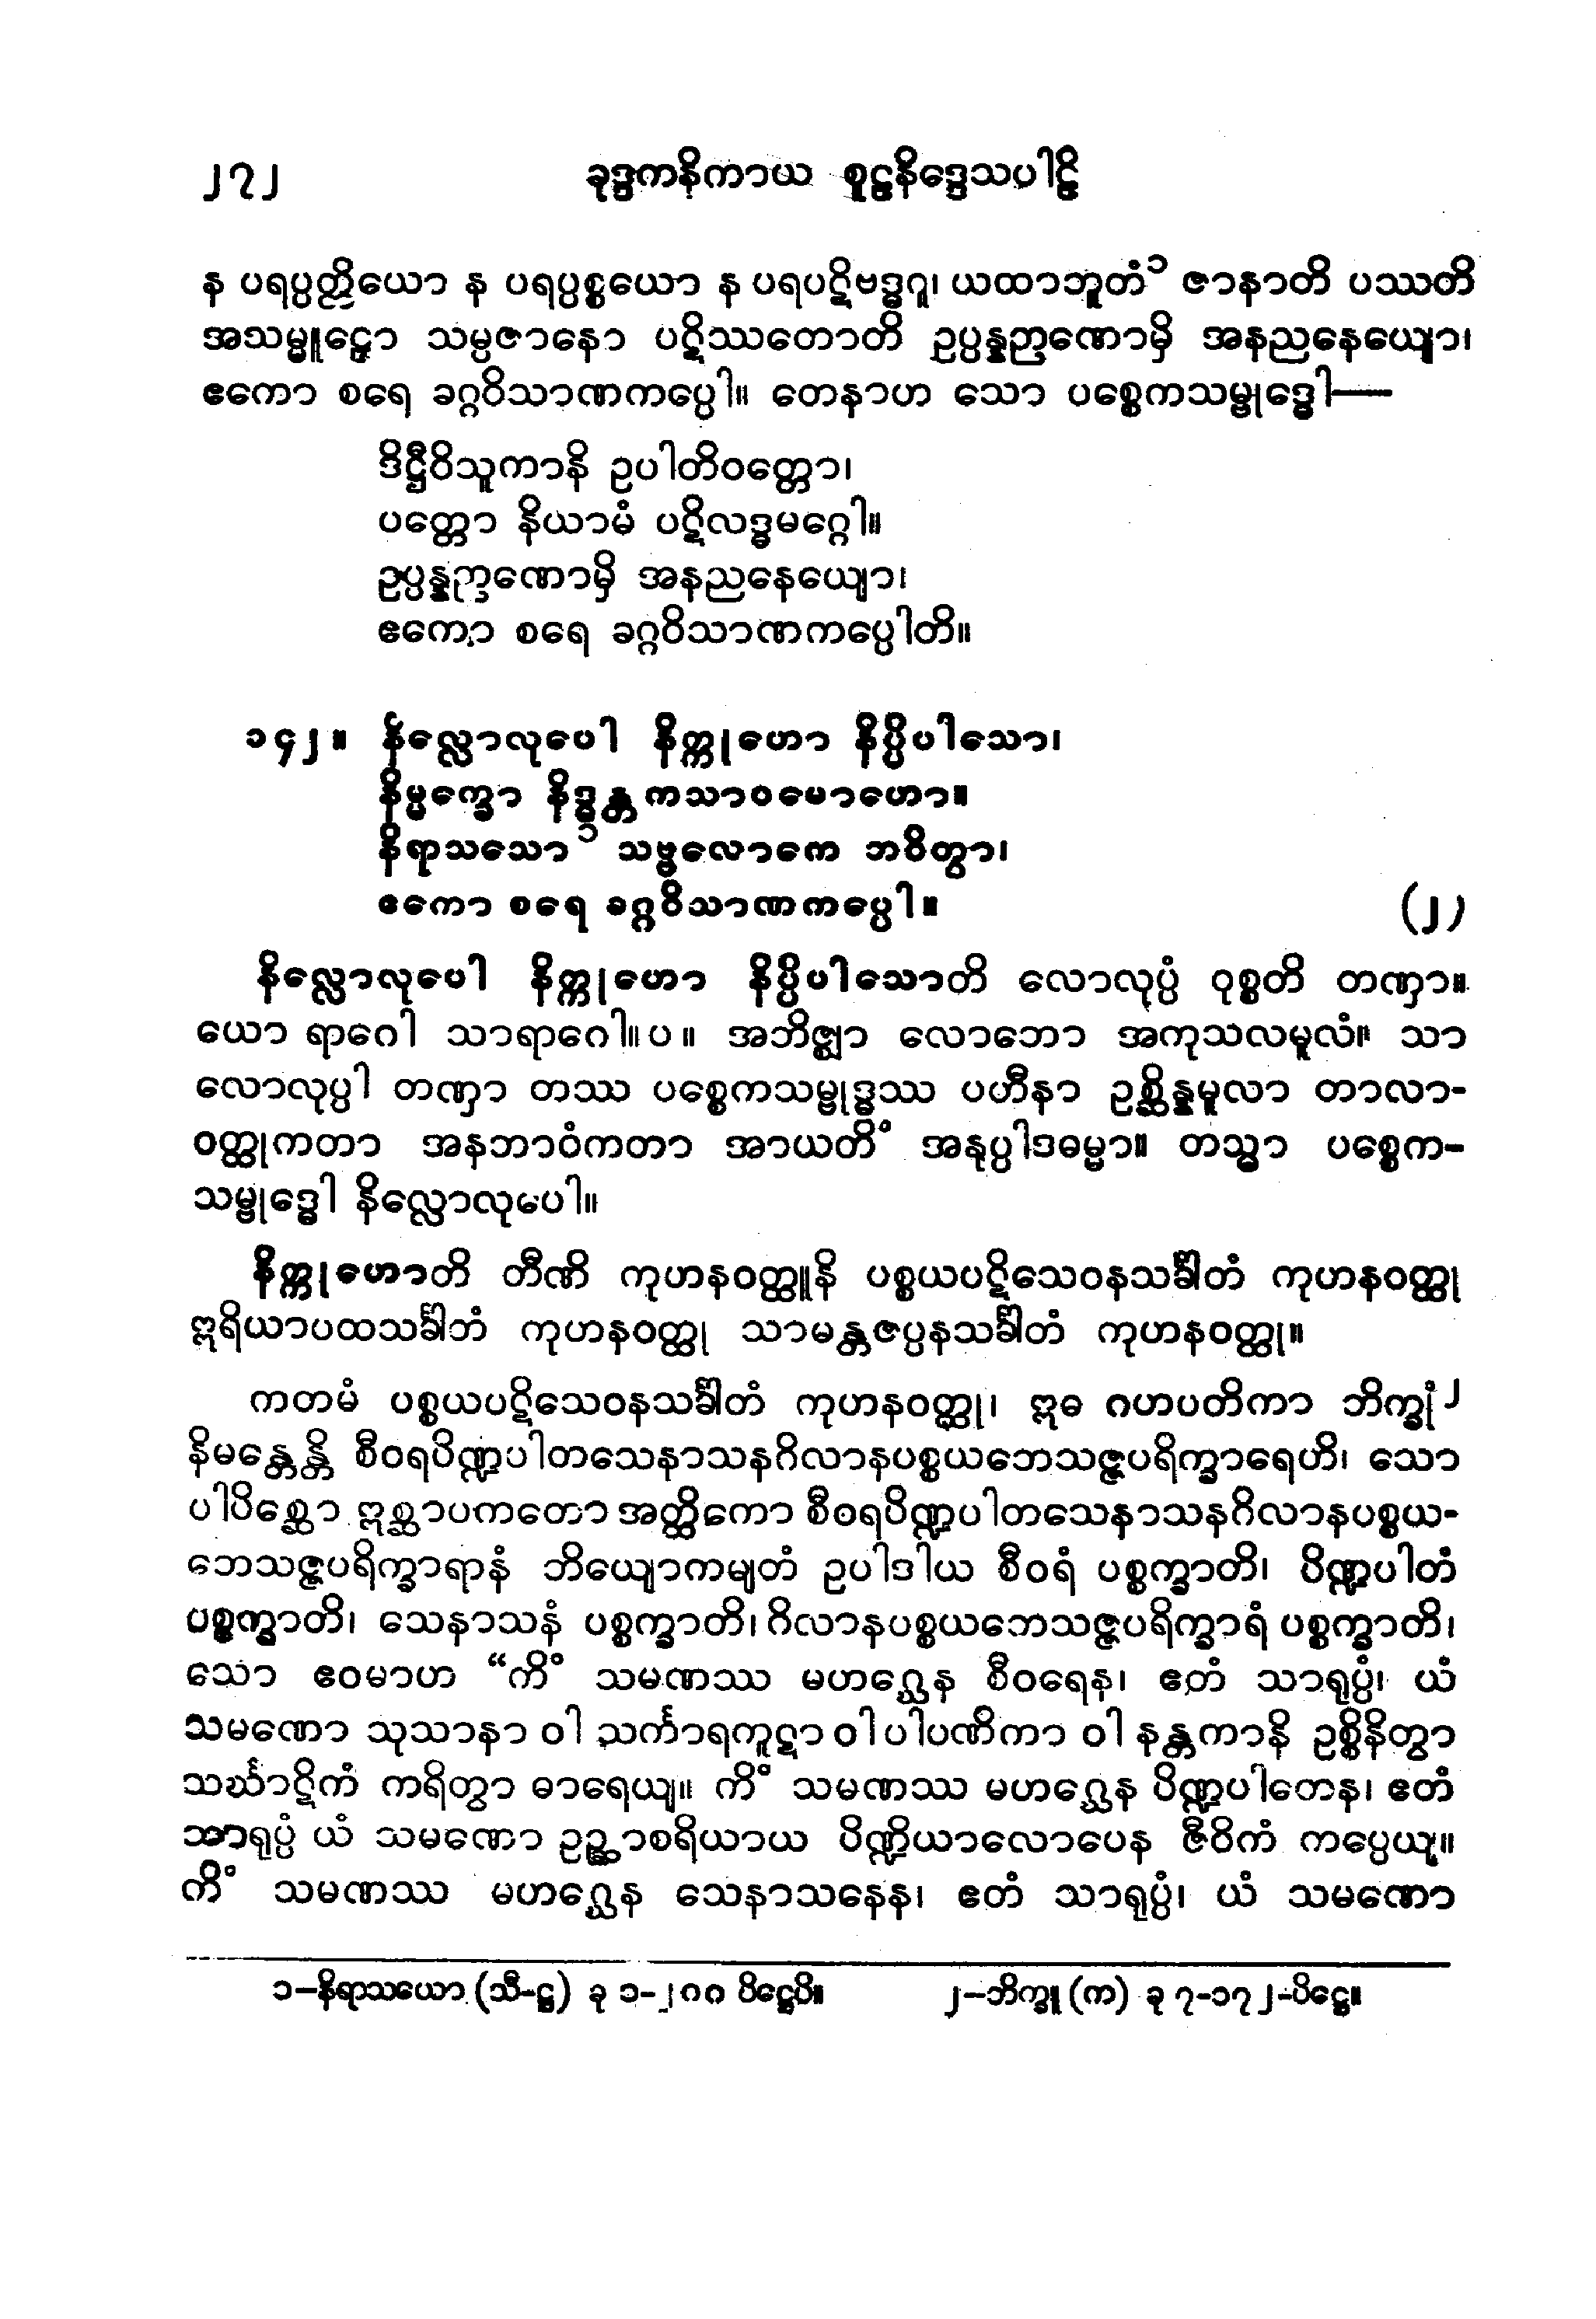 ၂၇၂ ခုဒ္ဒကနိကာယ စူဠနိဒ္ဒေသပါဠိ
န ပရပ္ပတ္တိယော န ပရပ္ပစ္စယော န ပရပဋိဗဒ္ဓဂူ၊ ယထာဘူတံ ၁ ဇာနာတိ ပဿတိ
အသမ္မူဠှော သမ္ပဇာနော ပဋိဿတောတိ ဥပ္ပန္နဉာဏောမှိ အနညနေယျော၊
ဧကော စရေ ခဂ္ဂဝိသာဏကပ္ပေါ။ တေနာဟ သော ပစ္စေကသမ္ဗုဒ္ဓေါ—
ဒိဋ္ဌီဝိသူကာနိ ဥပါတိဝတ္တော၊
ပတ္တော နိယာမံ ပဋိလဒ္ဓမဂ္ဂေါ။
ဥပ္ပန္နဉာဏောမှိ အနညနေယျော၊
ဧကော စရေ ခဂ္ဂဝိသာဏကပ္ပေါတိ။
၁၄၂။ နိလ္လောလုပေါ နိက္ကုဟော နိပ္ပိပါသော၊
နိမ္မက္ခော နိဒ္ဓန္တကသာဝမောဟော။
နိရာသသော ၁ သဗ္ဗလောကေ ဘဝိတွာ၊
ဧကော စရေ ခဂ္ဂဝိသာဏကပ္ပေါ။ (၂)
နိလ္လောလုပေါ နိက္ကုဟော နိပ္ပိပါသောတိ လောလုပ္ပံ ဝုစ္စတိ တဏှာ။
ယော ရာဂေါ သာရာဂေါ။ပ။ အဘိဇ္ဈာ လောဘော အကုသလမူလံ။ သာ
လောလုပ္ပါ တဏှာ တဿ ပစ္စေကသမ္ဗုဒ္ဓဿ ပဟီနာ ဥစ္ဆိန္နမူလာ တာလာ-
ဝတ္ထုကတာ အနဘာဝံကတာ အာယတိံ အနုပ္ပါဒဓမ္မာ။ တသ္မာ ပစ္စေက-
သမ္ဗုဒ္ဓေါ နိလ္လောလုပေါ။
နိက္ကုဟောတိ တီဏိ ကုဟနဝတ္ထူနိ ပစ္စယပဋိသေဝနသင်္ခါတံ ကုဟနဝတ္ထု
ဣရိယာပထသင်္ခါတံ ကုဟနဝတ္ထု သာမန္တဇပ္ပနသင်္ခါတံ ကုဟနဝတ္ထု။
ကတမံ ပစ္စယပဋိသေဝနသင်္ခါတံ ကုဟနဝတ္ထု၊ ဣဓ ဂဟပတိကာ ဘိက္ခုံ ၂
နိမန္တေန္တိ စီဝရပိဏ္ဍပါတသေနာသနဂိလာနပစ္စယဘေသဇ္ဇပရိက္ခာရေဟိ၊ သော
ပါပိစ္ဆော ဣစ္ဆာပကတော အတ္ထိကော စီဝရပိဏ္ဍပါတသေနာသနဂိလာနပစ္စယ-
ဘေသဇ္ဇပရိက္ခာရာနံ ဘိယျောကမျတံ ဥပါဒါယ စီဝရံ ပစ္စက္ခာတိ၊ ပိဏ္ဍပါတံ
ပစ္စက္ခာတိ၊ သေနာသနံ ပစ္စက္ခာတိ၊ ဂိလာနပစ္စယဘေသဇ္ဇပရိက္ခာရံ ပစ္စက္ခာတိ၊
သော ဧဝမာဟ “ကိံ သမဏဿ မဟဂ္ဃေန စီဝရေန၊ ဧတံ သာရုပ္ပံ၊ ယံ
သမဏော သုသာနာ ဝါ သင်္ကာရကူဋာ ဝါ ပါပဏိကာ ဝါ နန္တကာနိ ဥစ္စိနိတွာ
သင်္ဃာဋိကံ ကရိတွာ ဓာရေယျ။ ကိံ သမဏဿ မဟဂ္ဃေန ပိဏ္ဍပါတေန၊ ဧတံ
သာရုပ္ပံ ယံ သမဏော ဥဉ္ဆာစရိယာယ ပိဏ္ဍိယာလောပေန ဇီဝိကံ ကပ္ပေယျ။
ကိံ သမဏဿ မဟဂ္ဃေန သေနာသနေန၊ ဧတံ သာရုပ္ပံ၊ ယံ သမဏော
၁–နိရာသယော (သီ-ဋ္ဌ) ခု ၁-၂၈၈ ပိဋ္ဌေပိ။ ၂–ဘိက္ခူ (က) ခု ၇-၁၇၂-ပိဋ္ဌေ။